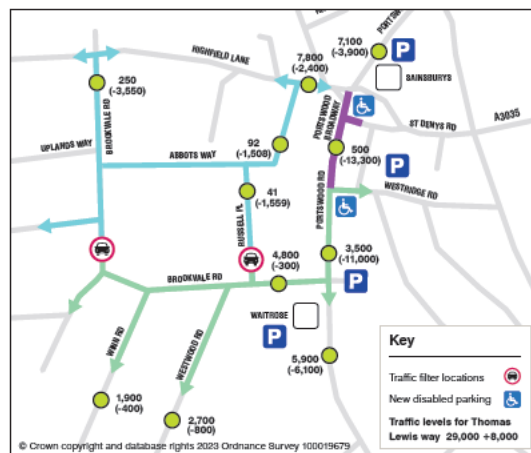 PORTSW
7,100
(-3,900)
P
HIGHFIELD LANE
7,800
(-2,400)
SAINSBURYS
250
(-3,550)
BROOKVALE RD
PORTSWOOD
BROADWAY
ST DENYS RD
A3035
UPLANDS WAY
ABBOTS WAY
92
(-1,508)
500
(-13,300)
P
41
(-1,559)
WESTRIDGE RD
RUSSELL PL
PORTSWOOD RD
4,800
(-300)
3,500
(-11,000)
BROOKVALE RD
P
WAITROSE
P
WINN RD
WESTWOOD RD
5,900
(-6,100)
1,900
(-400)
2,700
(-800)
Key
Traffic filter locations
New disabled parking
Traffic levels for Thomas
Lewis way 29,000 +8,000
© Crown copyright and database rights 2023 Ordnance Survey 100019679